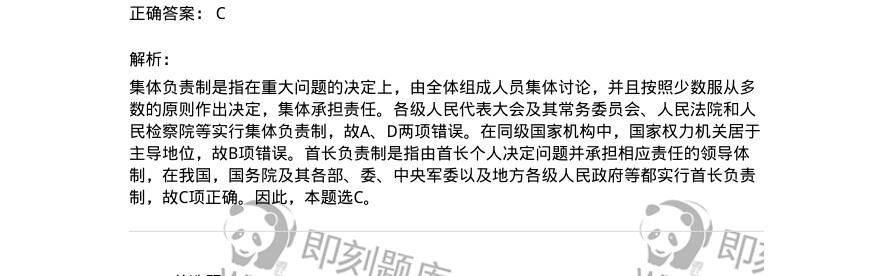 正确答案： C
解析：
集体负责制是指在重大问题的决定上，由全体组成人员集体讨论，并且按照少数服从多
数的原则作出决定，集体承担责任。各级人民代表大会及其常务委员会、人民法院和人
民检察院等实行集体负责制，故A、D两项错误。在同级国家机构中，国家权力机关居于
主导地位，故B项错误。首长负责制是指由首长个人决定问题并承担相应责任的领导体
制，在我国，国务院及其各部、委、中央军委以及地方各级人民政府等都实行首长负责
制，故C项正确。因此，本题选C。
即刻题库
即刻